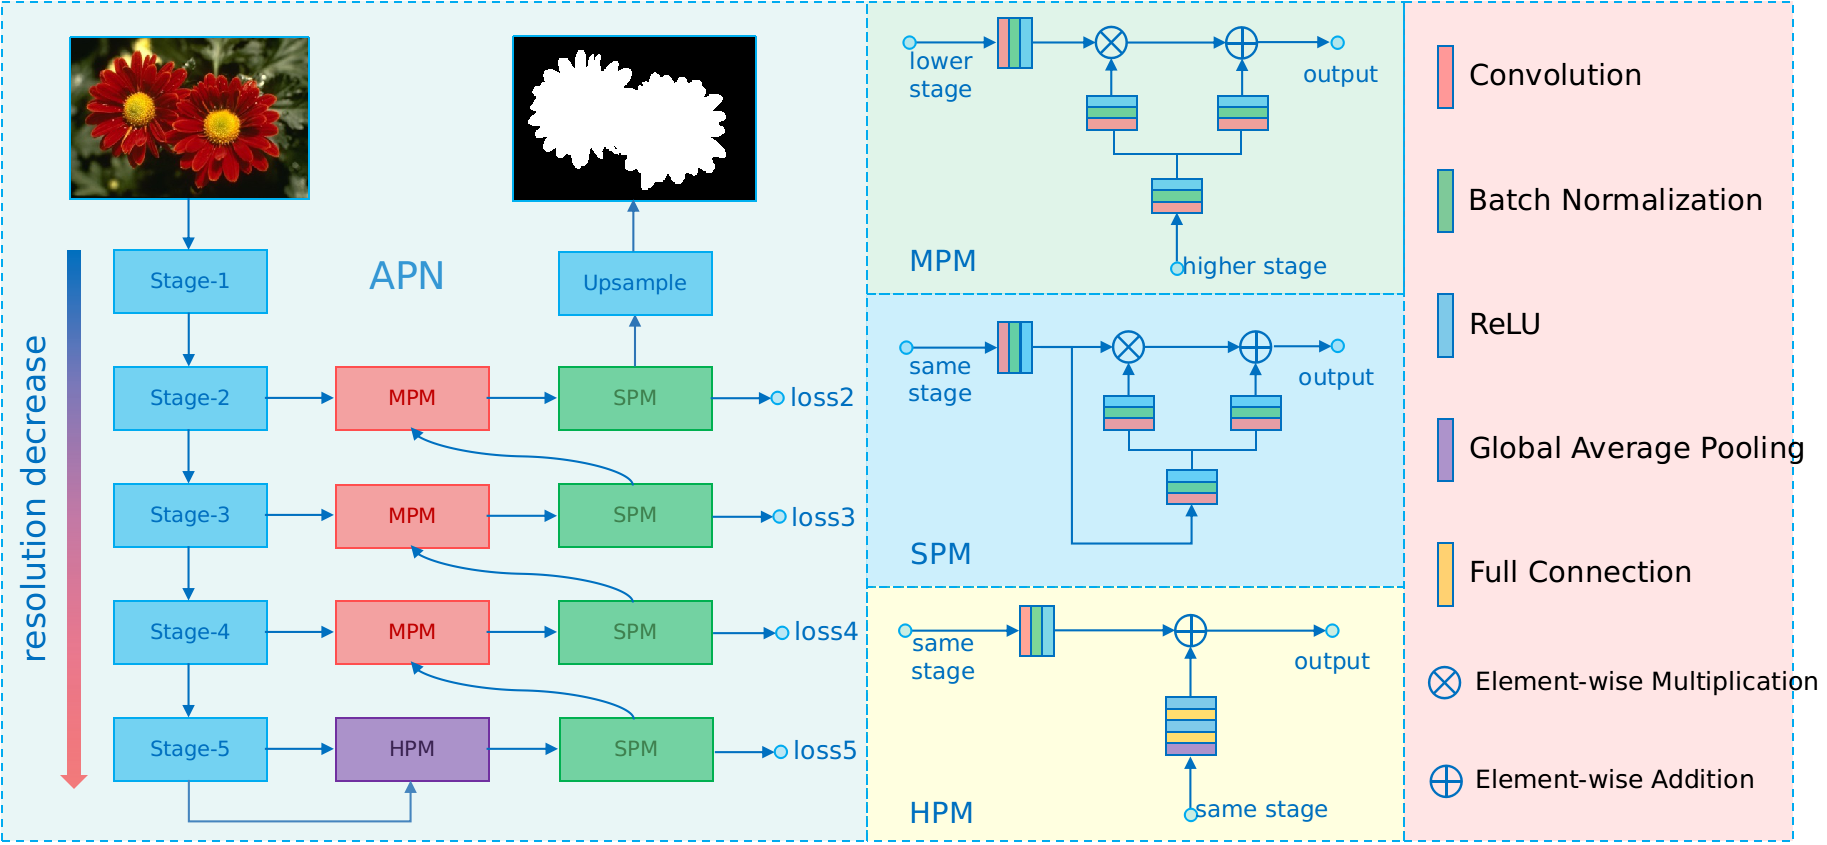 APN
resolution decrease
Stage-1
Upsample
Stage-2
MPM
SPM
loss2
Stage-3
MPM
SPM
loss3
Stage-4
MPM
SPM
loss4
Stage-5
HPM
SPM
loss5
lower
stage
output
higher stage
MPM
same
stage
output
SPM
same
stage
output
same stage
HPM
Convolution
Batch Normalization
ReLU
Global Average Pooling
Full Connection
Element-wise Multiplication
Element-wise Addition